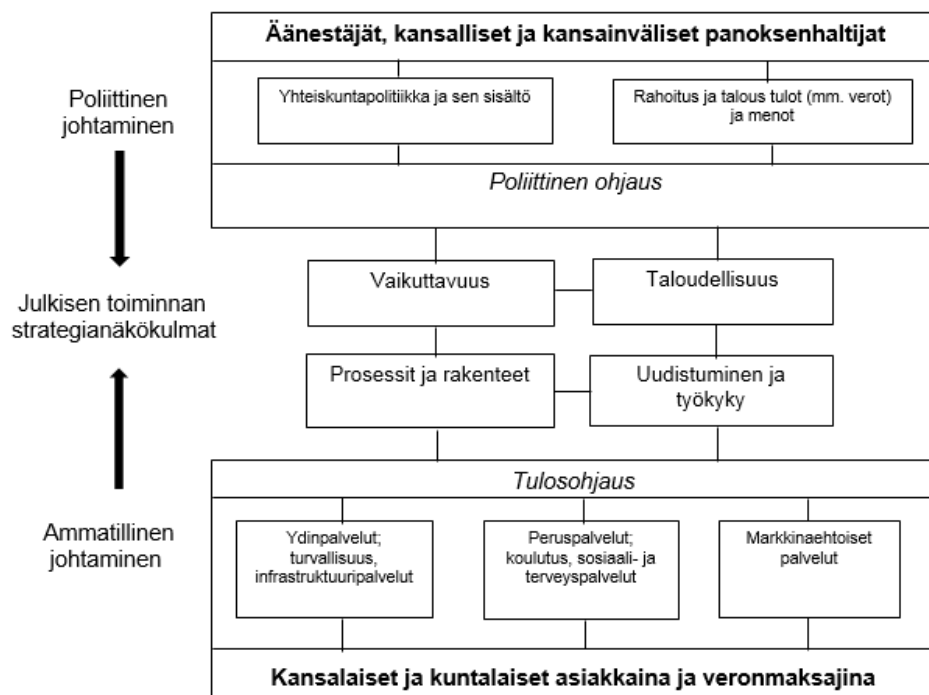 Äänestäjät, kansalliset ja kansainväliset panoksenhaltijat
Poliittinen
johtaminen
Yhteiskuntapolitiikka ja sen sisältö
Rahoitus ja talous tulot (mm. verot)
ja menot
Poliittinen ohjaus
Vaikuttavuus
Taloudellisuus
Julkisen toiminnan
strategianäkökulmat
Prosessit ja rakenteet
Uudistuminen ja
työkyky
Tulosohjaus
Ammatillinen
johtaminen
Ydinpalvelut;
turvallisuus,
infrastruktuuripalvelut
Peruspalvelut;
koulutus, sosiaali- ja
terveyspalvelut
Markkinaehtoiset
palvelut
Kansalaiset ja kuntalaiset asiakkaina ja veronmaksajina